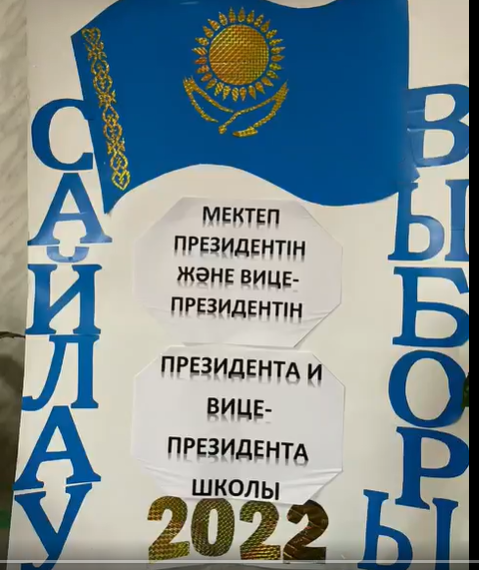 САЙЛАУ
ВЫБОРЫ
МЕКТЕП
ПРЕЗИДЕНТІН
ЖӘНЕ ВИЦЕ-
ПРЕЗИДЕНТІН
ПРЕЗИДЕНТА И
ВИЦЕ-
ПРЕЗИДЕНТА
ШКОЛЫ
2022